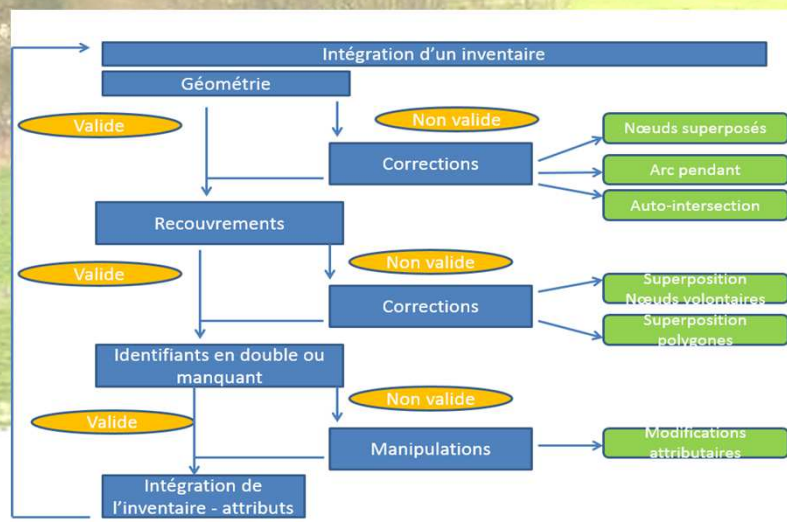 Intégration d'un inventaire
Géométrie
Valide
Non valide
Nœuds superposés
Corrections
Arc pendant
Auto-intersection
Recouvrements
Valide
Non valide
Superposition
Nœuds volontaires
Corrections
Superposition
polygones
Identifiants en double ou
manquant
Non valide
Valide
Manipulations
Modifications
attributaires
Intégration de
l'inventaire - attributs